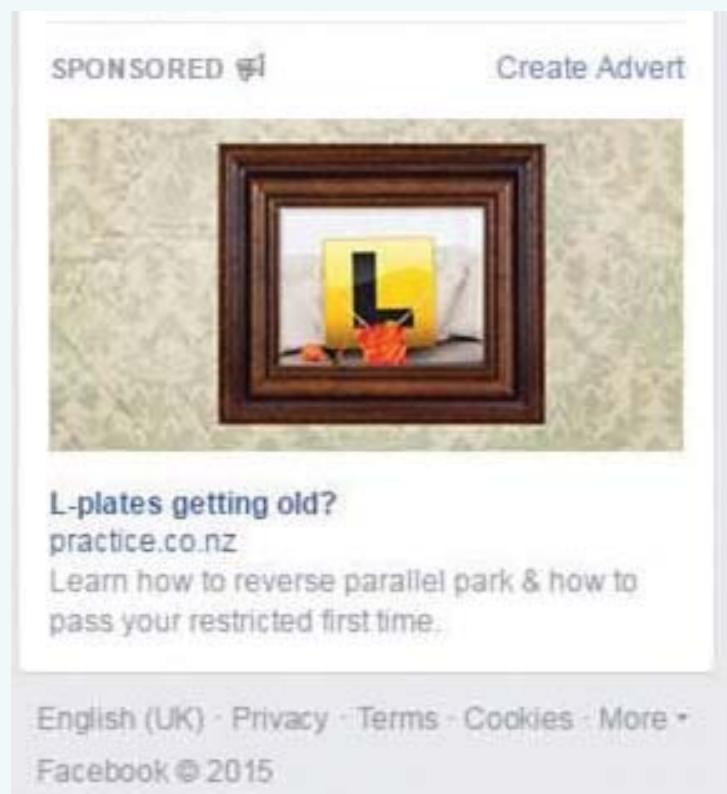 SPONSORED
Create Advert
L
L-plates getting old?
practice.co.nz
Learn how to reverse parallel park & how to
pass your restricted first time.
English (UK) · Privacy · Terms · Cookies · More
Facebook © 2015